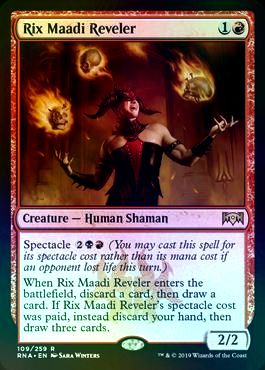 Rix Maadi Reveler 1
Creature — Human Shaman
Spectacle 2 (You may cast this spell for
its spectacle cost rather than its mana cost if
an opponent lost life this turn.)
When Rix Maadi Reveler enters the
battlefield, discard a card, then draw a
card. If Rix Maadi Reveler's spectacle cost
was paid, instead discard your hand, then
draw three cards.
2/2
109/259 R
RNA • EN SARA WINTERS
™ & © 2019 Wizards of the Coast